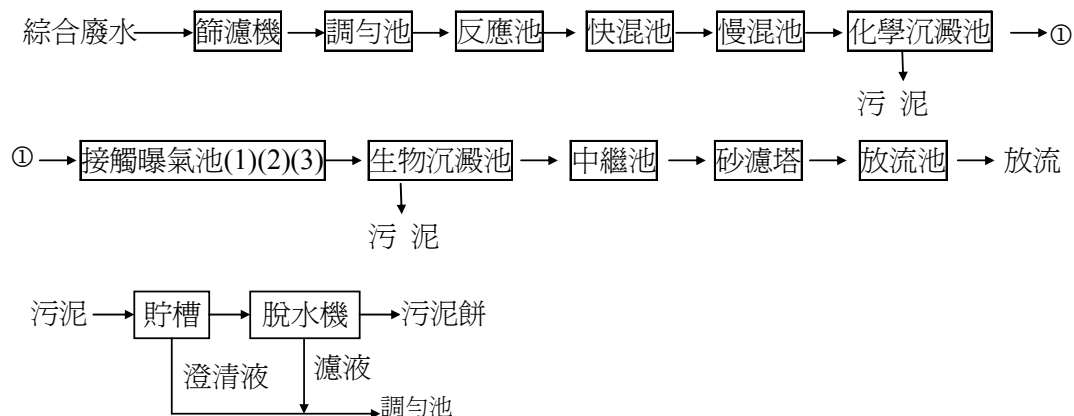 綜合廢水 篩濾機 調勻池 反應池 快混池 慢混池 化學沉澱池 ①
污 泥
① 接觸曝氣池(1)(2)(3) 生物沉澱池 中繼池 砂濾塔 放流池 放流
污 泥
污泥 貯槽 脫水機 污泥餅
澄清液 濾液
調勻池